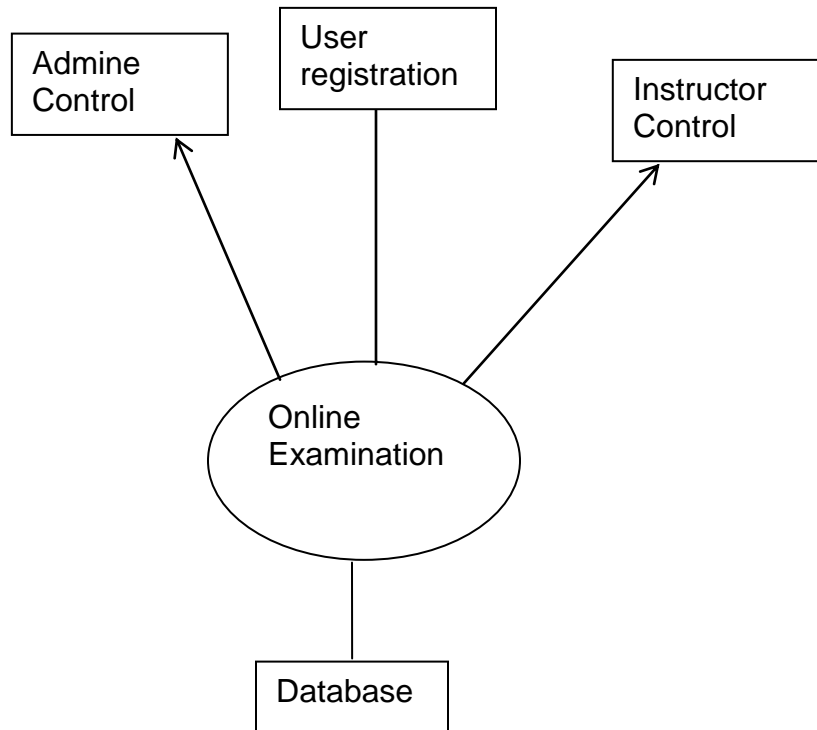 Admine
Control
User
registration
Instructor
Control
Online
Examination
Database